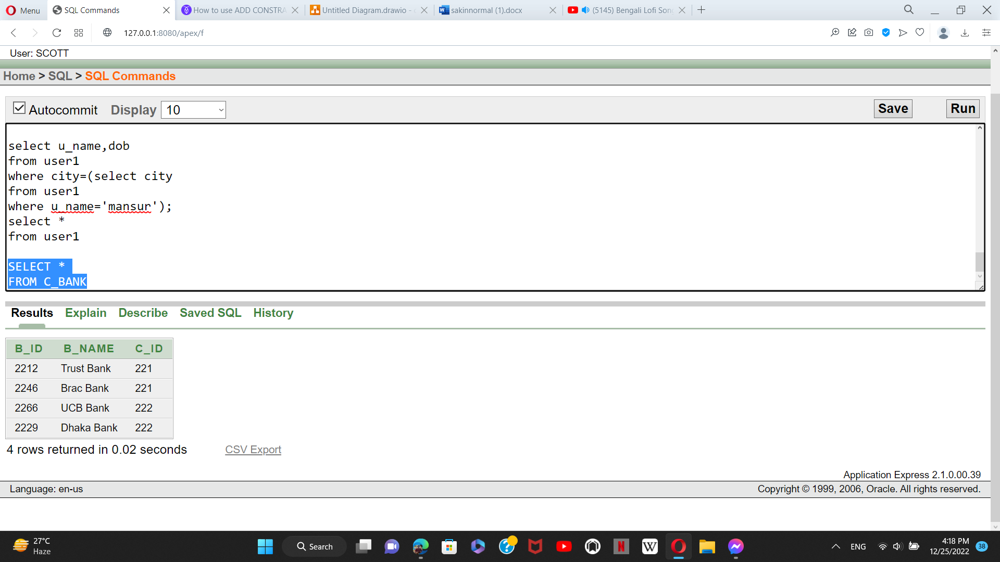 Menu
SQL Commands
How to use ADD CONSTRA
Untitled Diagram.drawio -
sakinnormal (1).docx
(5145) Bengali Lofi Song
127.0.0.1:8080/apex/f
User: SCOTT
Home > SQL > SQL Commands
Autocommit Display 10 Save Run
select u_name,dob
from user1
where city=(select city
from user1
where u_name='mansur');
select *
from user1
SELECT *
FROM C_BANK
Results Explain Describe Saved SQL History
B_ID B_NAME C_ID
2212 Trust Bank 221
2246 Brac Bank 221
2266 UCB Bank 222
2229 Dhaka Bank 222
4 rows returned in 0.02 seconds CSV Export
Application Express 2.1.0.00.39
Language: en-us Copyright © 1999, 2006, Oracle. All rights reserved.
27°C
Haze
Search
ENG
4:18 PM
12/25/2022
38